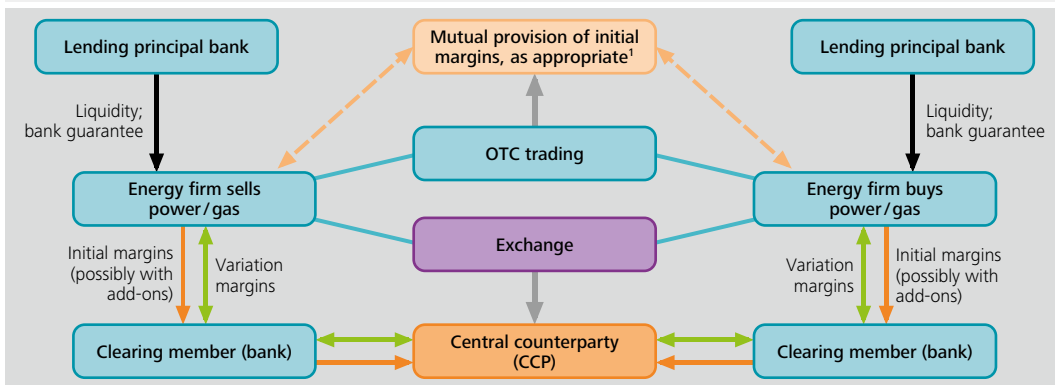 Lending principal bank
Mutual provision of initial
margins, as appropriate¹
Lending principal bank
Liquidity;
bank guarantee
Liquidity;
bank guarantee
OTC trading
Energy firm sells
power/gas
Energy firm buys
power/gas
Exchange
Initial margins
(possibly with
add-ons)
Variation
margins
Variation
margins
Initial margins
(possibly with
add-ons)
Clearing member (bank)
Central counterparty
(CCP)
Clearing member (bank)